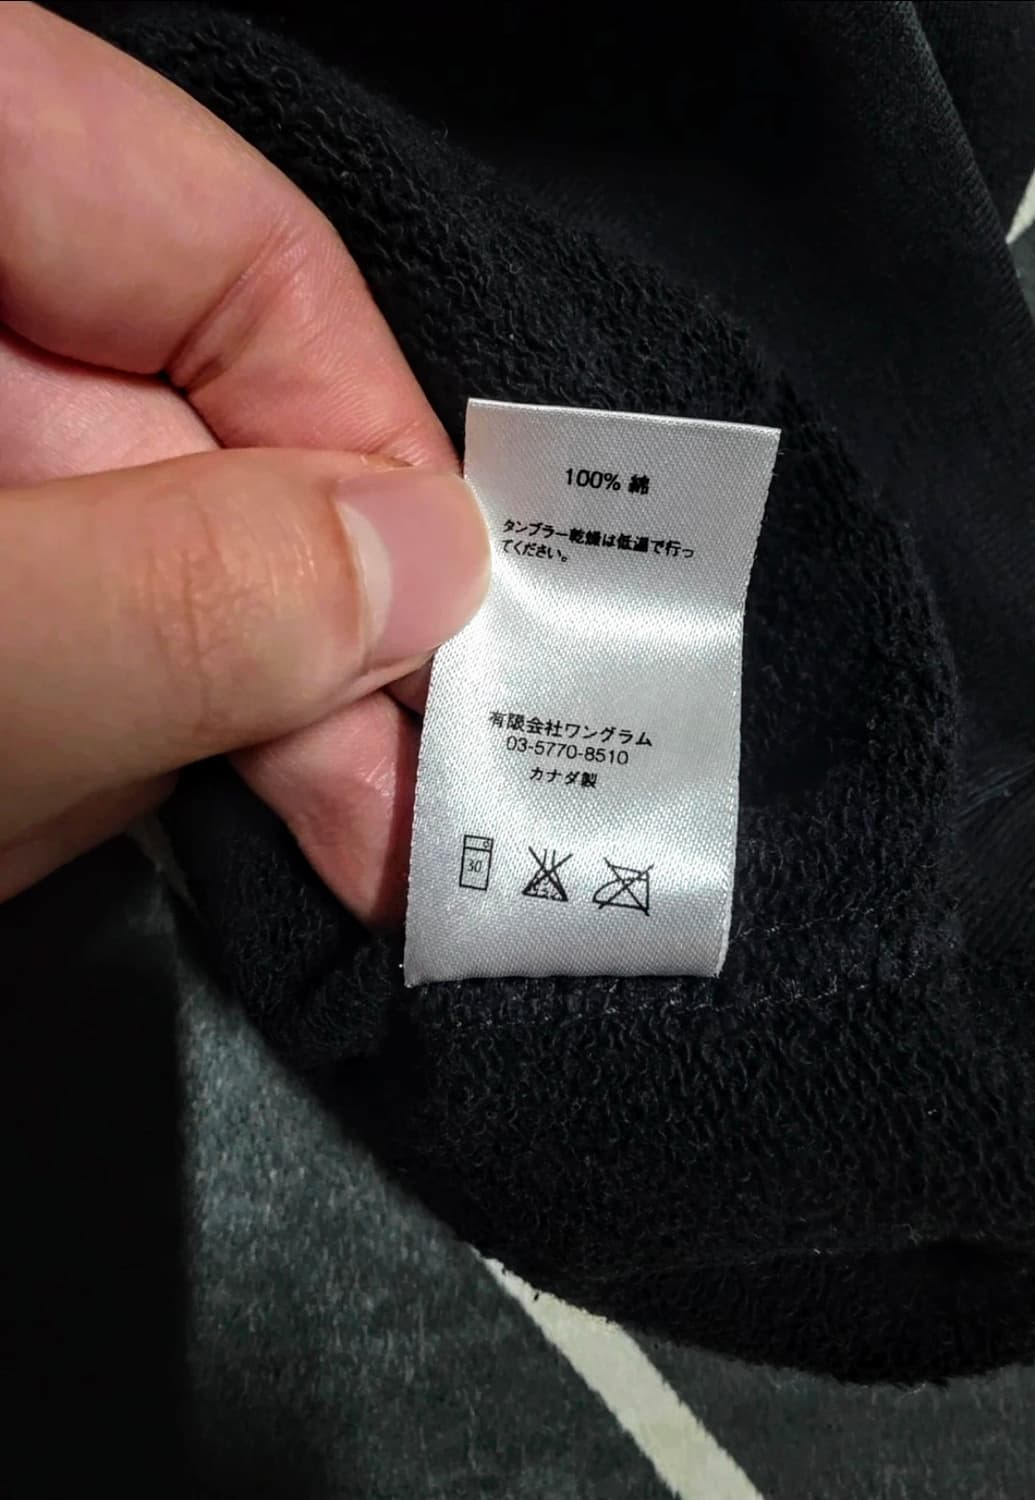 100% 綿
タンブラー乾燥は低温で行っ
てください。
有限会社ワングラム
03-5770-8510
カナダ製
30